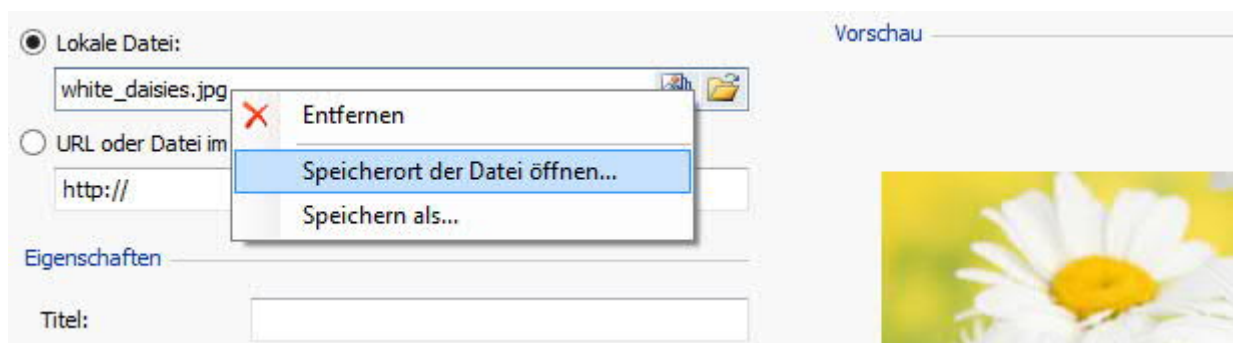 Lokale Datei:
Vorschau
white_daisies.jpg
Entfernen
URL oder Datei im
Speicherort der Datei öffnen...
http://
Speichern als...
Eigenschaften
Titel: